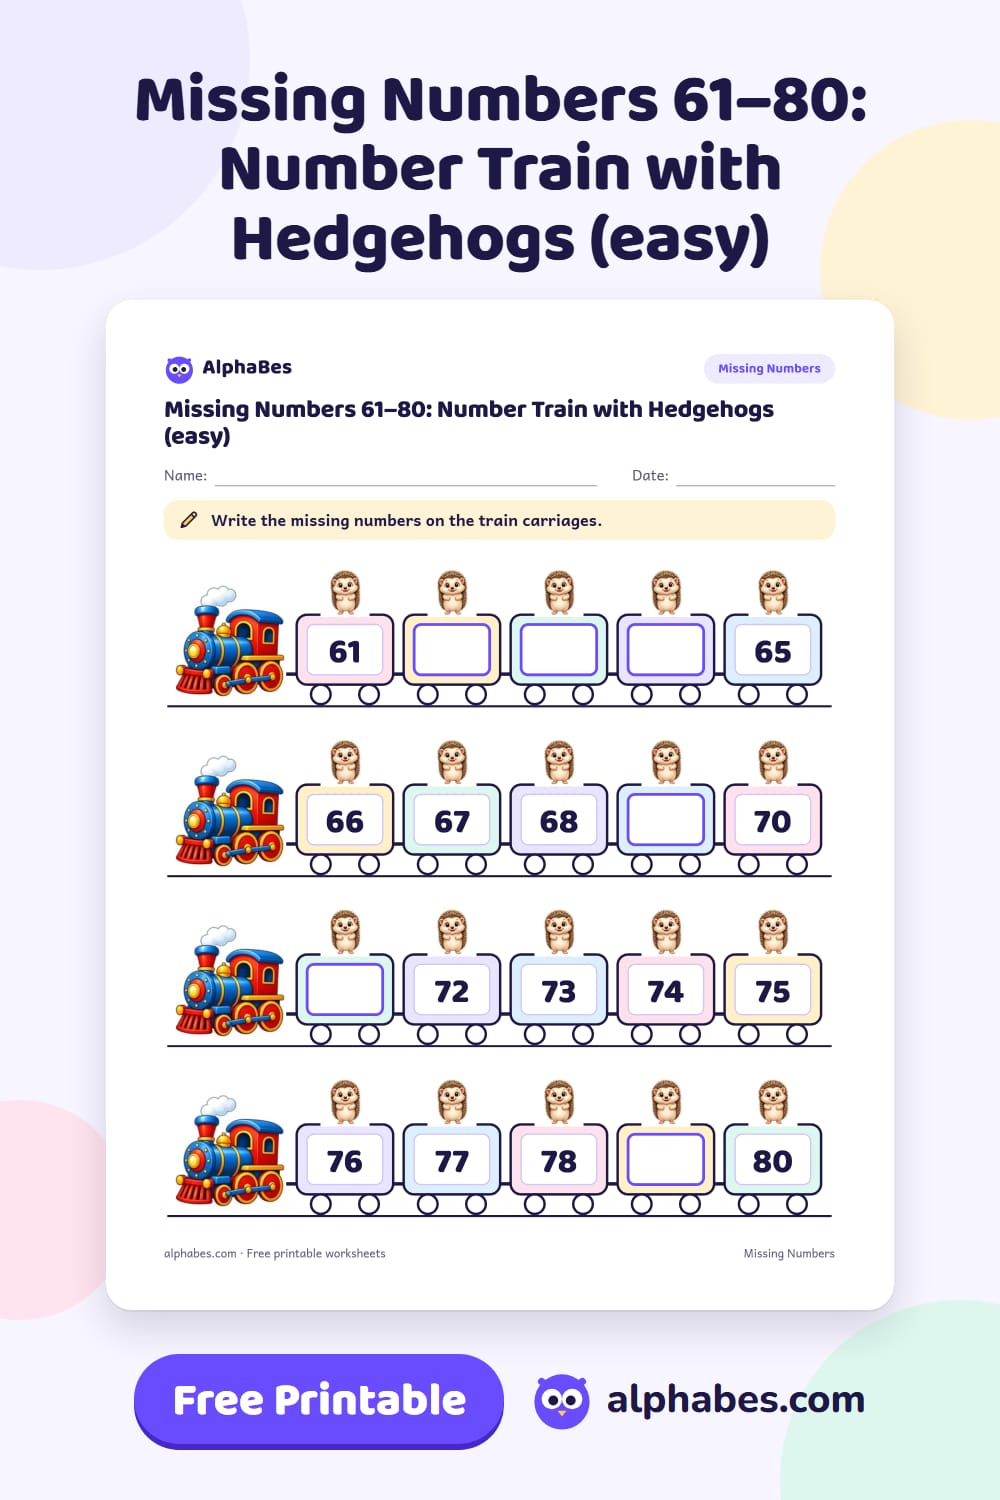 Missing Numbers 61–80:
Number Train with
Hedgehogs (easy)
AlphaBes
Missing Numbers
Missing Numbers 61–80: Number Train with Hedgehogs
(easy)
Name:
Date:
Write the missing numbers on the train carriages.
61 65
66 67 68 70
72 73 74 75
76 77 78 80
alphabes.com · Free printable worksheets
Missing Numbers
Free Printable
alphabes.com